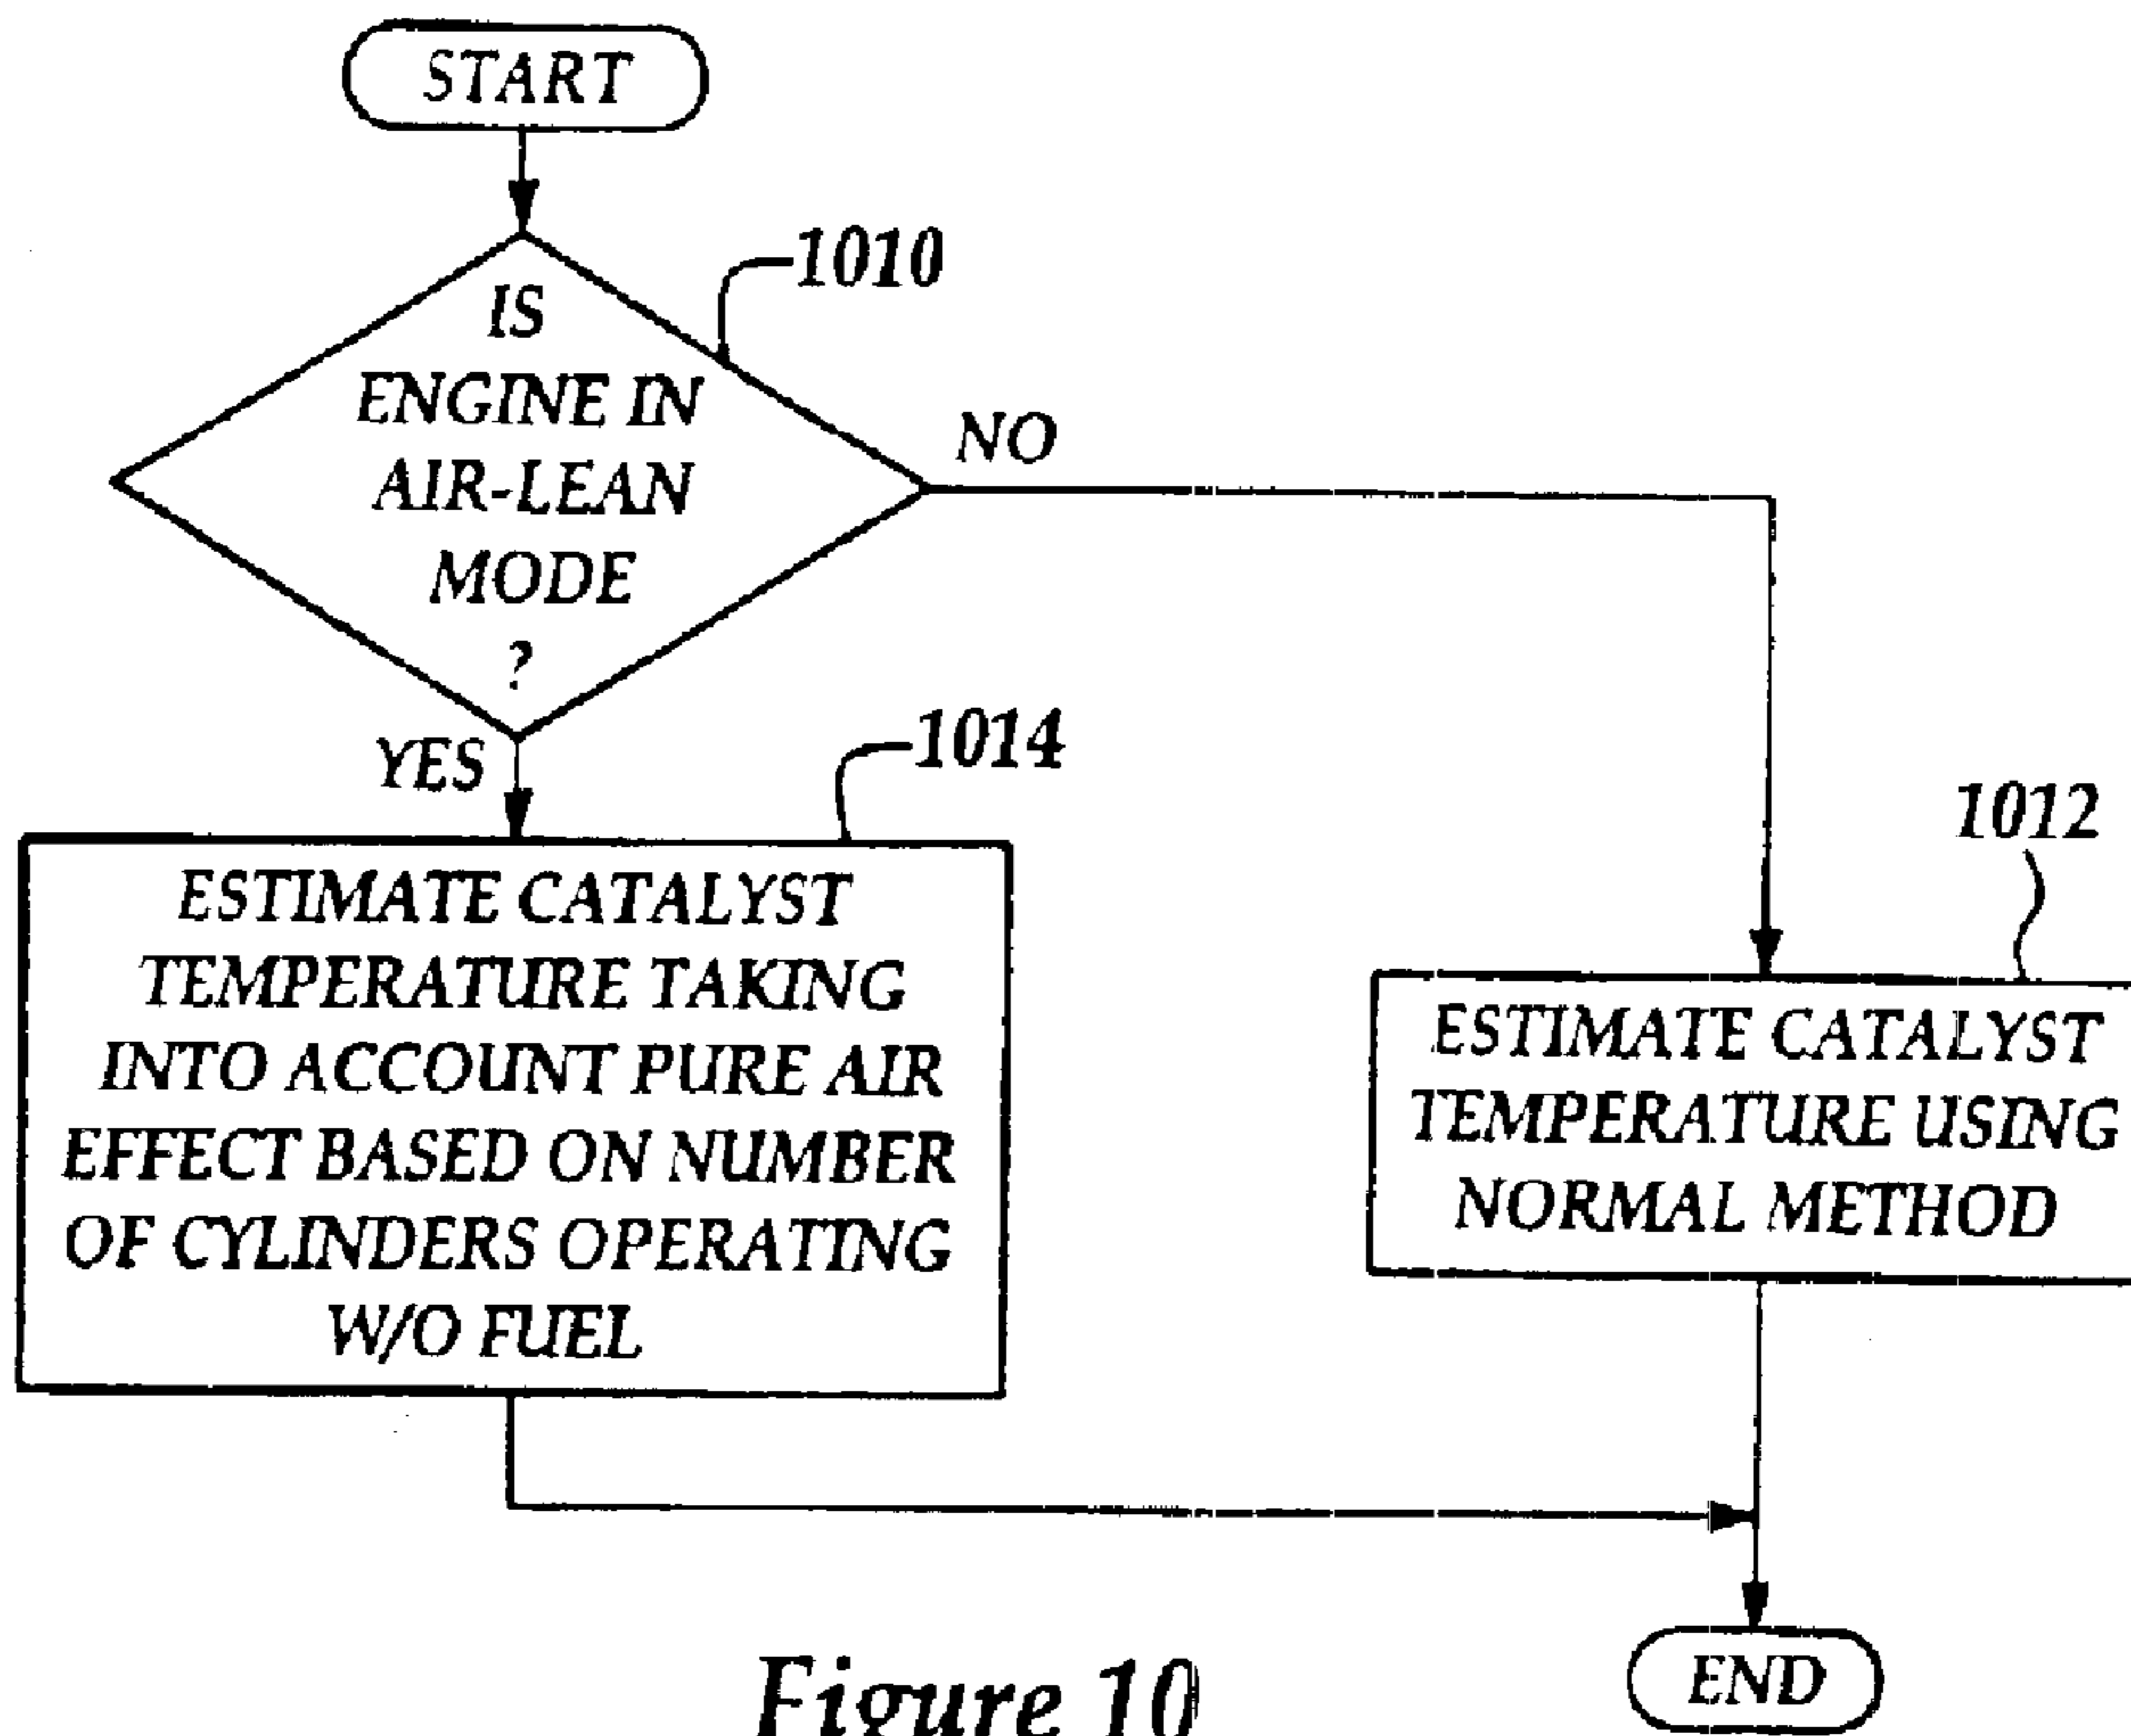 START
1010
IS
ENGINE IN
AIR-LEAN
MODE
?
NO
YES
1014
ESTIMATE CATALYST
TEMPERATURE TAKING
INTO ACCOUNT PURE AIR
EFFECT BASED ON NUMBER
OF CYLINDERS OPERATING
W/O FUEL
1012
ESTIMATE CATALYST
TEMPERATURE USING
NORMAL METHOD
END
Figure 10